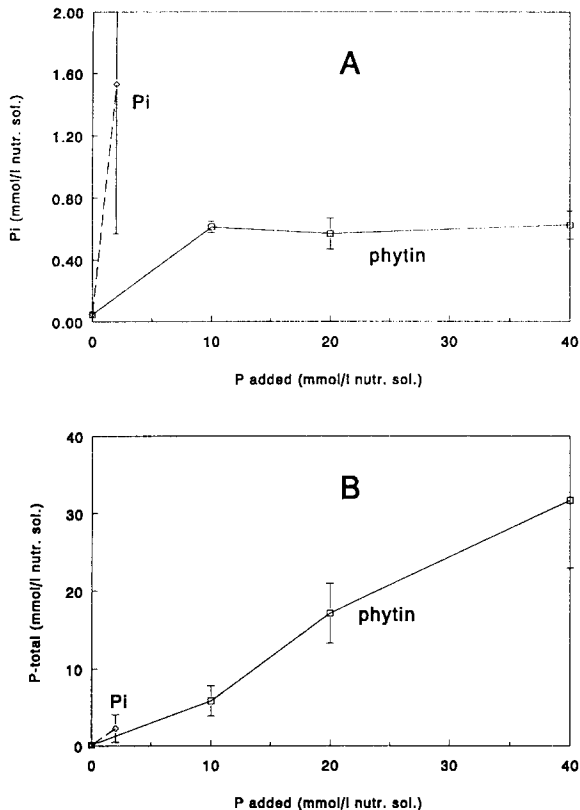 2.00
A
1.60
Pi
Pi (mmol/l nutr. sol.)
1.20
0.80
phytin
0.40
0.00
0 10 20 30 40
P added (mmol/l nutr. sol.)
40
B
30
P-total (mmol/l nutr. sol.)
20
phytin
10
Pi
0
0 10 20 30 40
P added (mmol/l nutr. sol.)